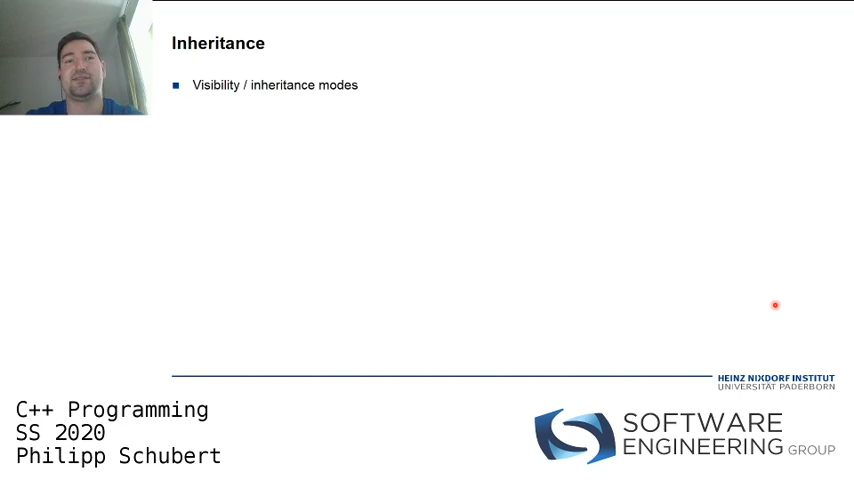 Inheritance
Visibility / inheritance modes
HEINZ NIXDORF INSTITUT
UNIVERSITÄT PADERBORN
C++ Programming
SS 2020
Philipp Schubert
SOFTWARE
ENGINEERING GROUP